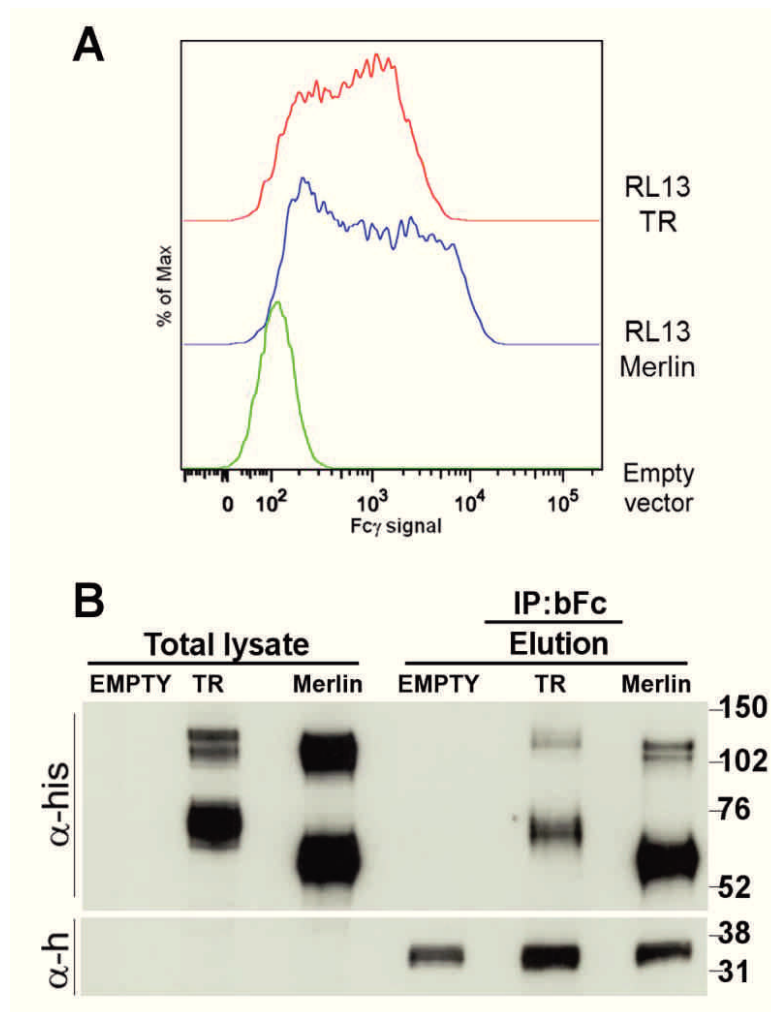 A
% of Max
RL13
TR
RL13
Merlin
Empty
vector
0 10² 10³ 10⁴ 10⁵
Fcγ signal
B
IP:bFc
Total lysate Elution
EMPTY TR Merlin EMPTY TR Merlin
α-his
150
102
76
52
α-h
38
31